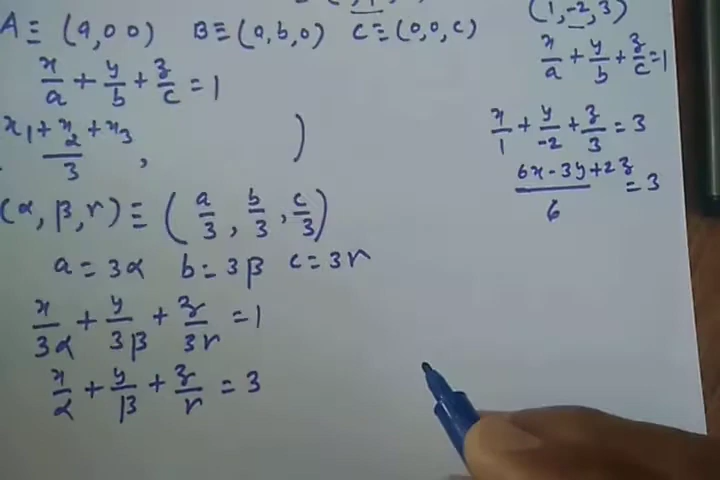 A ≡ (a, 0 0) B ≡ (a, b, 0) C ≡ (0, 0, c)
x/a + y/b + z/c = 1
x1 + x2 + x3 / 3 , )
(α, β, r) ≡ (a/3, b/3, c/3)
a = 3α b = 3β c = 3r
x/3α + y/3β + z/3r = 1
x/α + y/β + z/r = 3
(1, -2, 3)
x/a + y/b + z/c = 1
x/1 + y/-2 + z/3 = 3
6x - 3y + 2z / 6 = 3